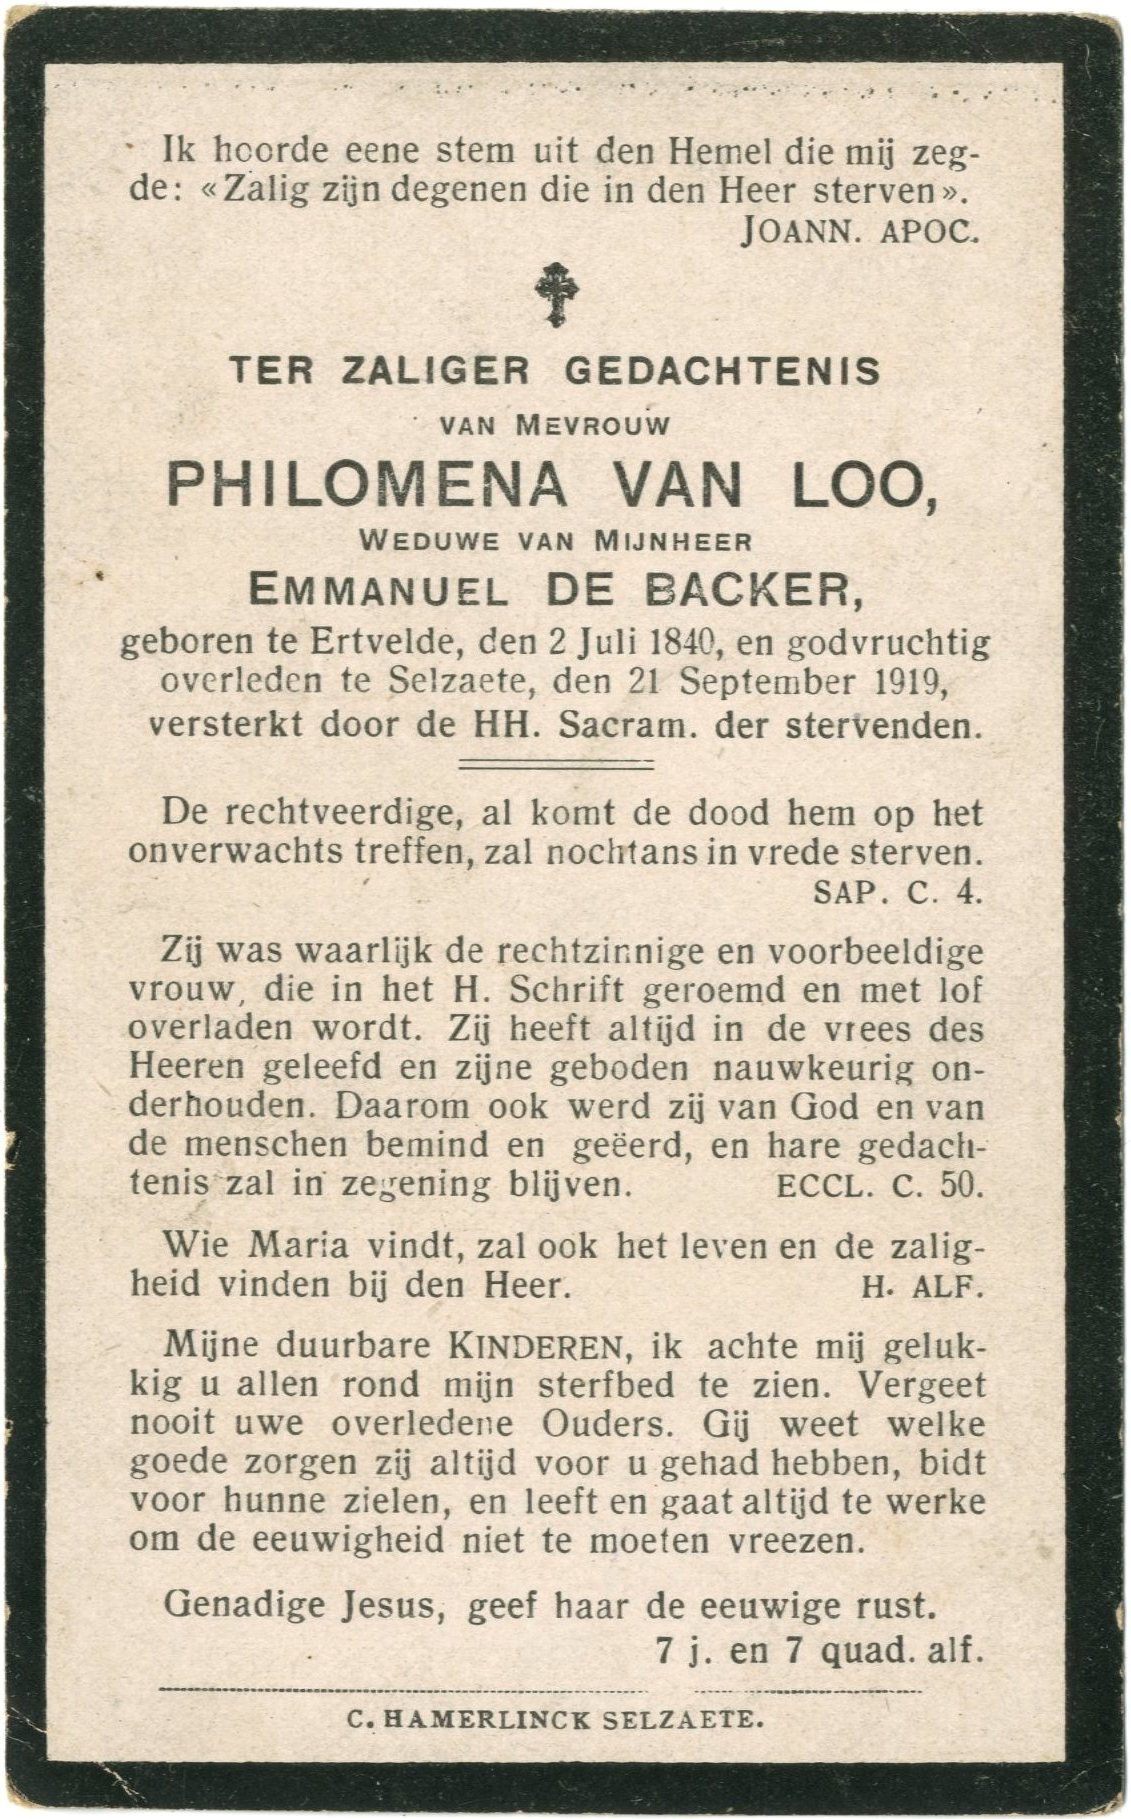 Ik hoorde eene stem uit den Hemel die mij zeg-
de: «Zalig zijn degenen die in den Heer sterven».
JOANN. APOC.
TER ZALIGER GEDACHTENIS
VAN MEVROUW
PHILOMENA VAN LOO,
WEDUWE VAN MIJNHEER
EMMANUEL DE BACKER,
geboren te Ertvelde, den 2 Juli 1840, en godvruchtig
overleden te Selzaete, den 21 September 1919,
versterkt door de HH. Sacram. der stervenden.
De rechtveerdige, al komt de dood hem op het
onverwachts treffen, zal nochtans in vrede sterven.
SAP. C. 4.
Zij was waarlijk de rechtzinnige en voorbeeldige
vrouw, die in het H. Schrift geroemd en met lof
overladen wordt. Zij heeft altijd in de vrees des
Heeren geleefd en zijne geboden nauwkeurig on-
derhouden. Daarom ook werd zij van God en van
de menschen bemind en geëerd, en hare gedach-
tenis zal in zegening blijven. ECCL. C. 50.
Wie Maria vindt, zal ook het leven en de zalig-
heid vinden bij den Heer. H. ALF.
Mijne duurbare KINDEREN, ik achte mij geluk-
kig u allen rond mijn sterfbed te zien. Vergeet
nooit uwe overledene Ouders. Gij weet welke
goede zorgen zij altijd voor u gehad hebben, bidt
voor hunne zielen, en leeft en gaat altijd te werke
om de eeuwigheid niet te moeten vreezen.
Genadige Jesus, geef haar de eeuwige rust.
7 j. en 7 quad. alf.
C. HAMERLINCK SELZAETE.